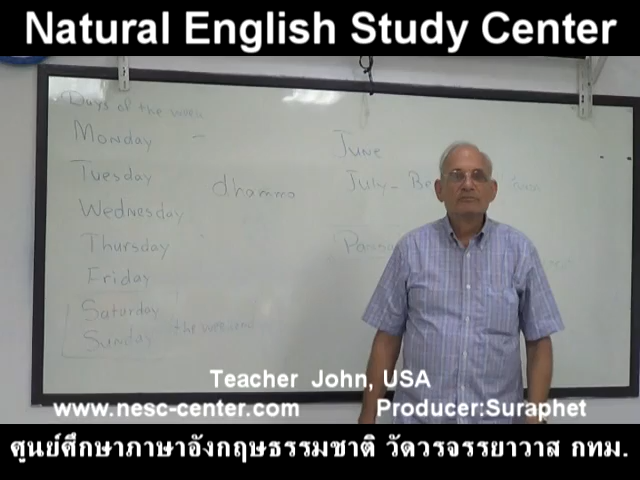 Natural English Study Center
Days of the week
Monday -
Tuesday
Wednesday
Thursday
Friday
Saturday
Sunday the weekend
dhamma
June
July - Be
Teacher John, USA
www.nesc-center.com Producer:Suraphet
ศูนย์ศึกษาภาษาอังกฤษธรรมชาติ วัดวรจรรยาวาส กทม.